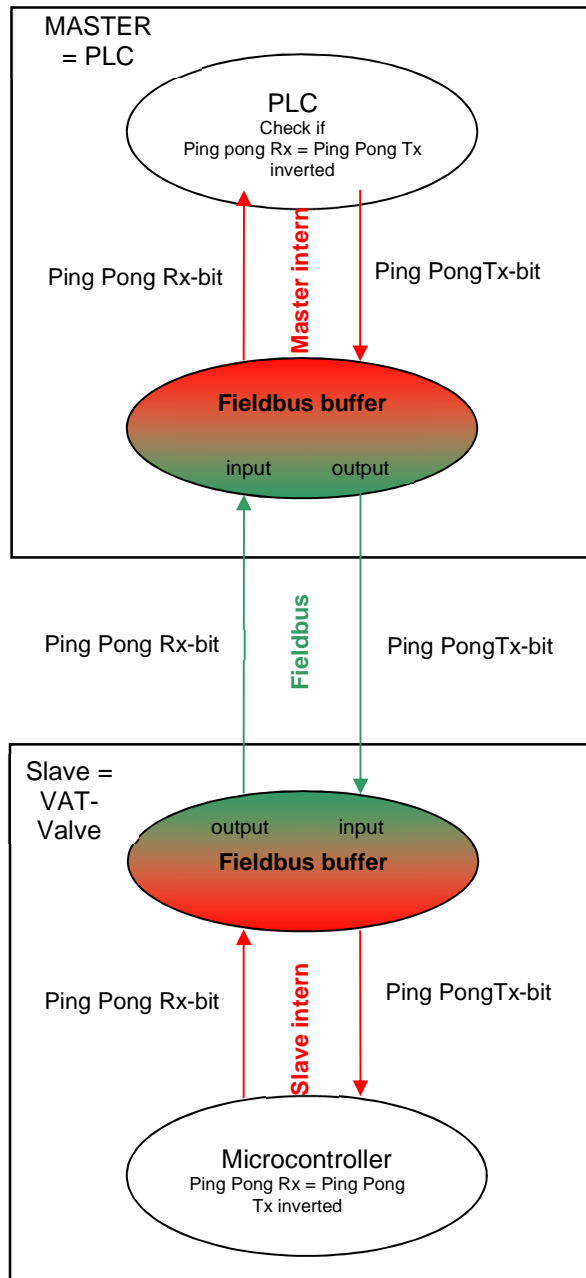 MASTER
= PLC
PLC
Check if
Ping pong Rx = Ping Pong Tx
inverted
Ping Pong Rx-bit
Master intern
Ping PongTx-bit
Fieldbus buffer
input
output
Ping Pong Rx-bit
Fieldbus
Ping PongTx-bit
Slave =
VAT-
Valve
output
input
Fieldbus buffer
Ping Pong Rx-bit
Slave intern
Ping PongTx-bit
Microcontroller
Ping Pong Rx = Ping Pong
Tx inverted